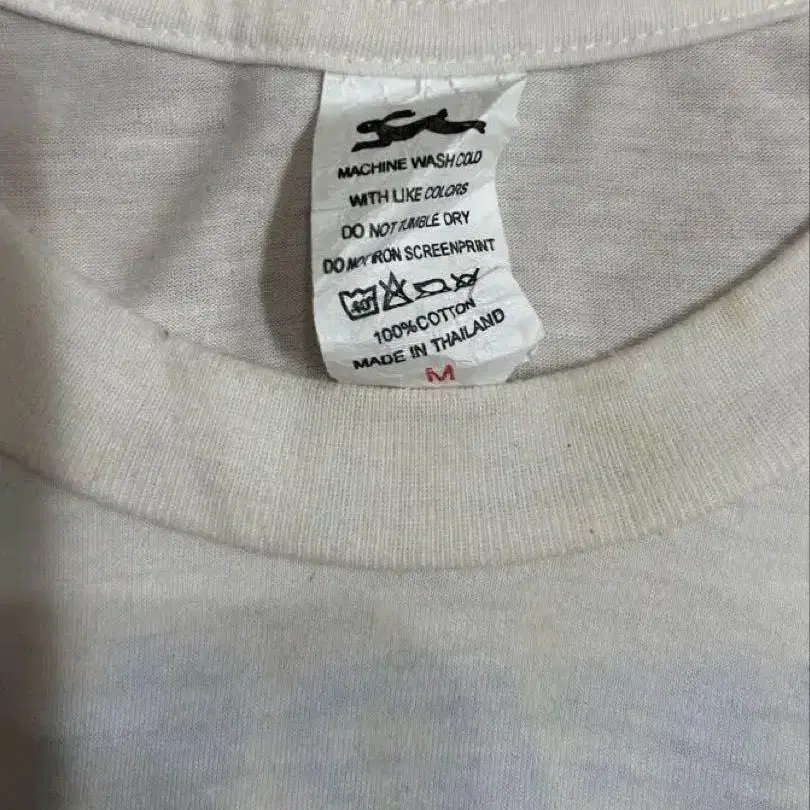 MACHINE WASH COLD
WITH LIKE COLORS
DO NOT TUMBLE DRY
DO NOT IRON SCREENPRINT
40°
100% COTTON
MADE IN THAILAND
M